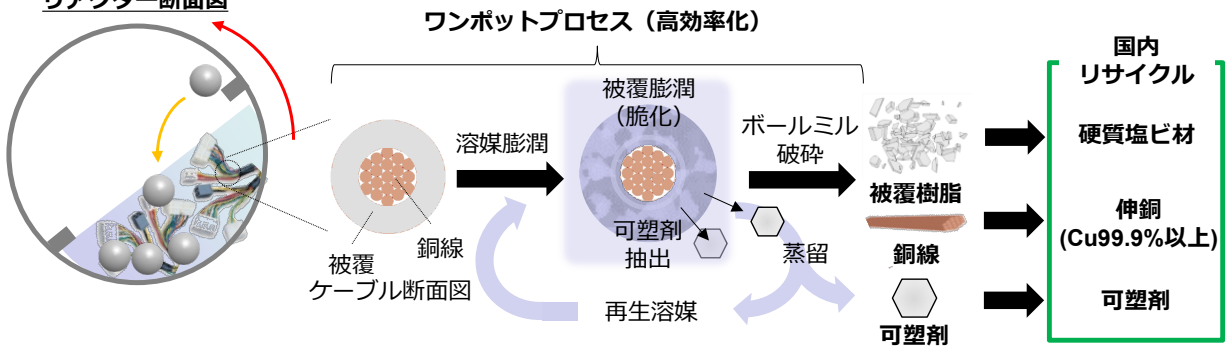 リアクター断面図
ワンポットプロセス（高効率化）
溶媒膨潤
被覆膨潤
（脆化）
ボールミル
破砕
可塑剤
抽出
蒸留
再生溶媒
被覆
銅線
ケーブル断面図
被覆樹脂
銅線
可塑剤
国内
リサイクル
硬質塩ビ材
伸銅
(Cu99.9%以上)
可塑剤